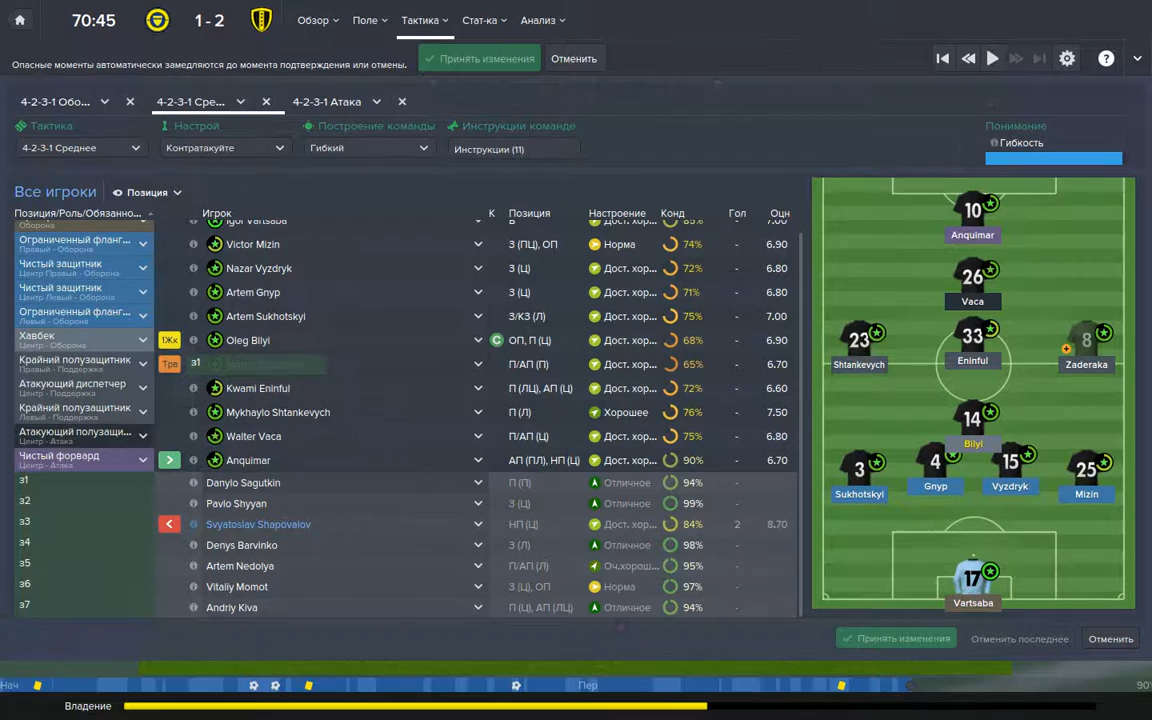 70:45 1 - 2 Обзор Поле Тактика Стат-ка Анализ
Опасные моменты автоматически замедляются до момента подтверждения или отмены. Принять изменения Отменить ?
4-2-3-1 Обо... 4-2-3-1 Сре... 4-2-3-1 Атака
Тактика Настрой Построение команды Инструкции команде Понимание
4-2-3-1 Среднее Контратакуйте Гибкий Инструкции (11) Гибкость
Все игроки Позиция
Позиция/Роль/Обязанно... Игрок К Позиция Настроение Конд Гол Оцн
Оборона Igor Vartsaba В Дост. хор... 85% - 7.00
Ограниченный фланг...
Правый - Оборона
Victor Mizin З (ПЦ), ОП Норма 74% - 6.90
Чистый защитник
Центр Правый - Оборона
Nazar Vyzdryk З (Ц) Дост. хор... 72% - 6.80
Чистый защитник
Центр Левый - Оборона
Artem Gnyp З (Ц) Дост. хор... 71% - 6.80
Ограниченный фланг...
Левый - Оборона
Artem Sukhotskyi З/КЗ (Л) Дост. хор... 75% - 7.00
Хавбек
Центр - Оборона
1Жк Oleg Bilyi C ОП, П (Ц) Дост. хор... 68% - 6.90
Крайний полузащитник
Правый - Поддержка
Трв з1 П/АП (П) Дост. хор... 65% - 6.70
Атакующий диспетчер
Центр - Поддержка
Kwami Eninful П (ЛЦ), АП (Ц) Дост. хор... 72% - 6.60
Крайний полузащитник
Левый - Поддержка
Mykhaylo Shtankevych П (Л) Хорошее 76% - 7.50
Атакующий полузащи...
Центр - Атака
Walter Vaca П/АП (Ц) Дост. хор... 75% - 6.80
Чистый форвард
Центр - Атака
Anquimar АП (ПЛ), НП (Ц) Дост. хор... 90% - 6.70
з1 Danylo Sagutkin П (П) Отличное 94% -
з2 Pavlo Shyyan З (Ц) Отличное 99% -
з3 Svyatoslav Shapovalov НП (Ц) Дост. хор... 84% 2 8.70
з4 Denys Barvinko З (Л) Отличное 98% -
з5 Artem Nedolya П/АП (Л) Оч.хорош... 95% -
з6 Vitaliy Momot З (Ц), ОП Норма 97% -
з7 Andriy Kiva П (Ц), АП (ЛЦ) Отличное 94% -
10
Anquimar
26
Vaca
23 33 8
Shtankevych Eninful Zaderaka
14
Bilyi
3 4 15 25
Sukhotskyi Gnyp Vyzdryk Mizin
17
Vartsaba
Принять изменения Отменить последнее Отменить
Нач Пер 90
Владение